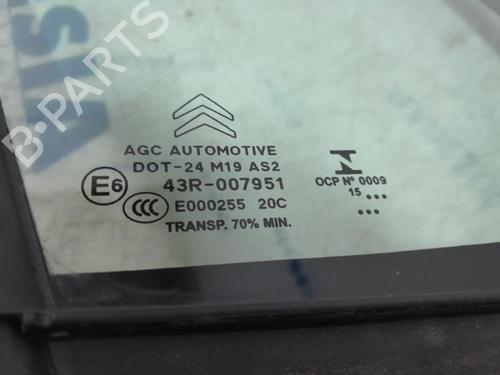 B-PARTS
AGC AUTOMOTIVE
DOT-24 M19 AS2
E6 43R-007951
CCC E000255 20C
TRANSP. 70% MIN.
N
OCP Nº 0009
15 ...
...